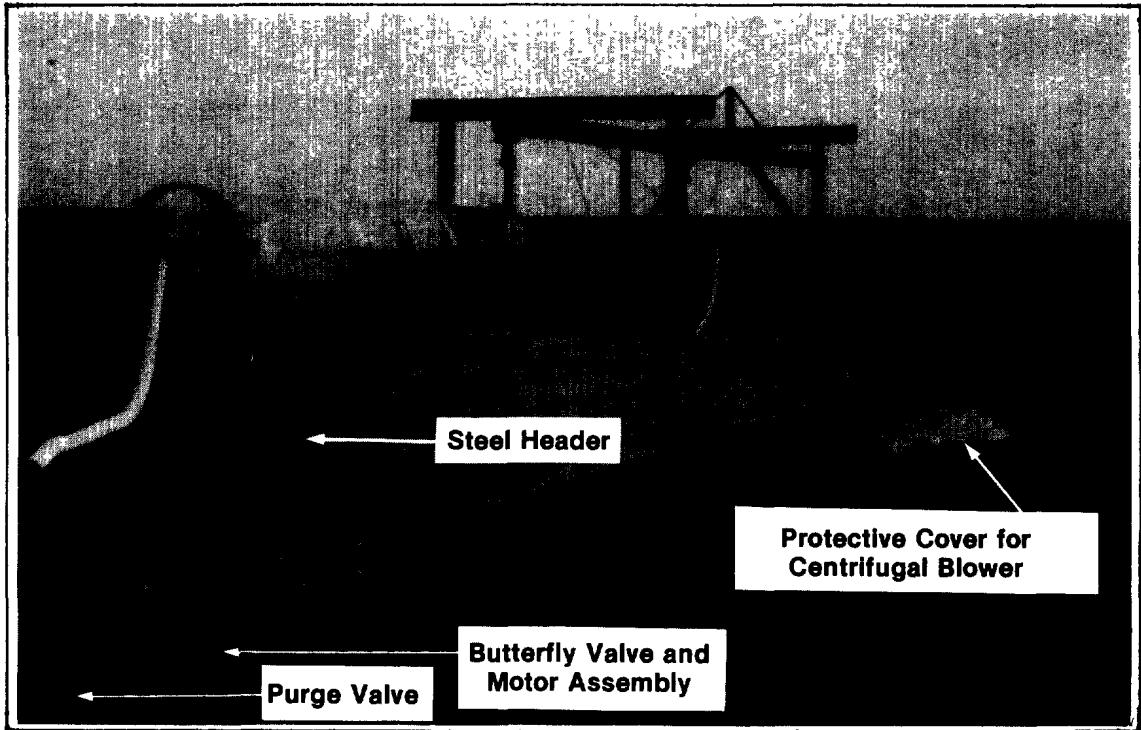 Steel Header
Protective Cover for
Centrifugal Blower
Butterfly Valve and
Motor Assembly
Purge Valve